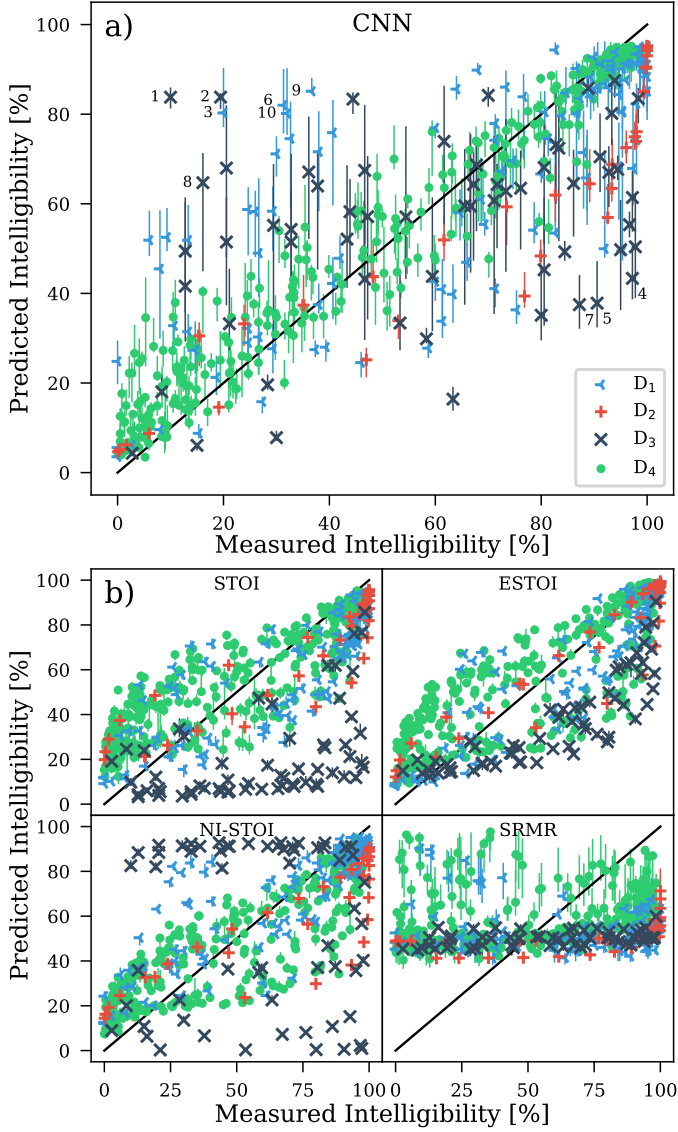 a)
CNN
Predicted Intelligibility [%]
100
80
60
40
20
0
1
2
3
6
10
9
8
4
5
7
D1
D2
D3
D4
0 20 40 60 80 100
Measured Intelligibility [%]
b)
STOI
ESTOI
Predicted Intelligibility [%]
100
80
60
40
20
0
NI-STOI
SRMR
100
80
60
40
20
0
0 25 50 75 100
0 25 50 75 100
Measured Intelligibility [%]